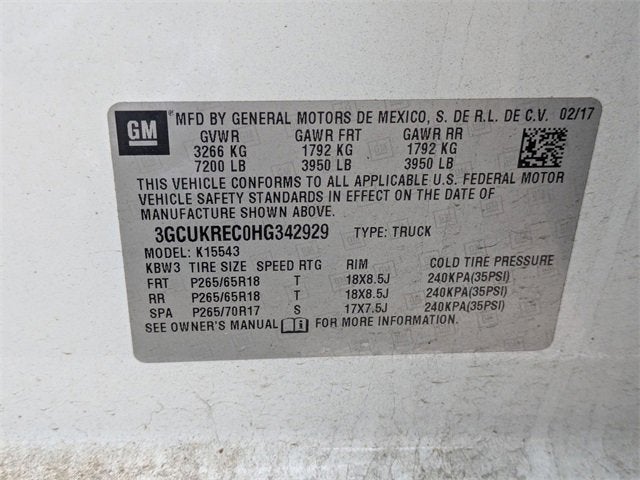 GM *MFD BY GENERAL MOTORS DE MEXICO, S. DE R.L. DE C.V. 02/17
GVWR GAWR FRT GAWR RR
3266 KG 1792 KG 1792 KG
7200 LB 3950 LB 3950 LB
THIS VEHICLE CONFORMS TO ALL APPLICABLE U.S. FEDERAL MOTOR
VEHICLE SAFETY STANDARDS IN EFFECT ON THE DATE OF
MANUFACTURE SHOWN ABOVE.
3GCUKREC0HG342929 TYPE: TRUCK
MODEL: K15543
KBW3 TIRE SIZE SPEED RTG RIM COLD TIRE PRESSURE
FRT P265/65R18 T 18X8.5J 240KPA(35PSI)
RR P265/65R18 T 18X8.5J 240KPA(35PSI)
SPA P265/70R17 S 17X7.5J 240KPA(35PSI)
SEE OWNER'S MANUAL FOR MORE INFORMATION.